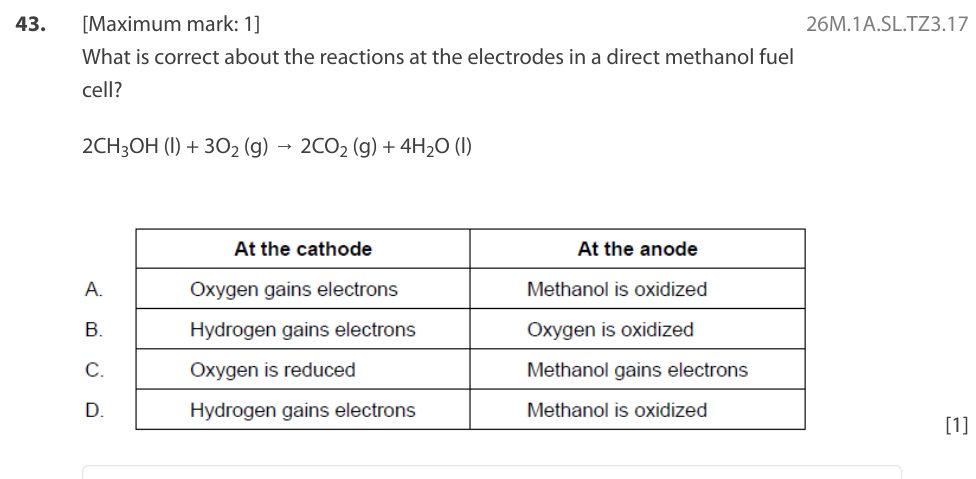 43. [Maximum mark: 1] 26M.1A.SL.TZ3.17
What is correct about the reactions at the electrodes in a direct methanol fuel
cell?
2CH₃OH (l) + 3O₂ (g) → 2CO₂ (g) + 4H₂O (l)
At the cathode At the anode
A. Oxygen gains electrons Methanol is oxidized
B. Hydrogen gains electrons Oxygen is oxidized
C. Oxygen is reduced Methanol gains electrons
D. Hydrogen gains electrons Methanol is oxidized
[1]